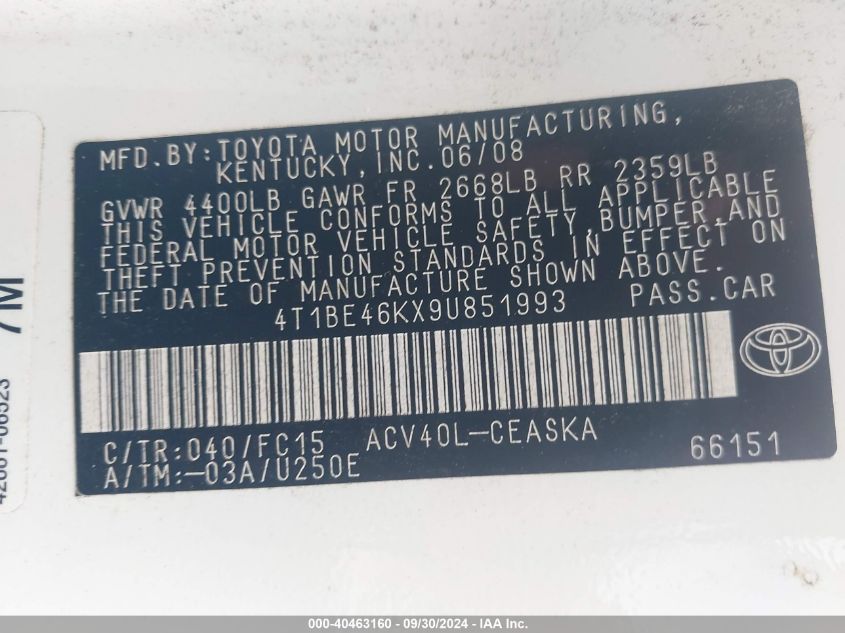 MFD.BY:TOYOTA MOTOR MANUFACTURING,
KENTUCKY,INC.06/08
GVWR 4400LB GAWR FR 2668LB RR 2359LB
THIS VEHICLE CONFORMS TO ALL APPLICABLE
FEDERAL MOTOR VEHICLE SAFETY,BUMPER,AND
THEFT PREVENTION STANDARDS IN EFFECT ON
THE DATE OF MANUFACTURE SHOWN ABOVE.
4T1BE46KX9U851993 PASS.CAR
C/TR:040/FC15 ACV40L-CEASKA 66151
A/TM:-03A/U250E
7M
000-40463160 - 09/30/2024 - ACV Transport Inc.